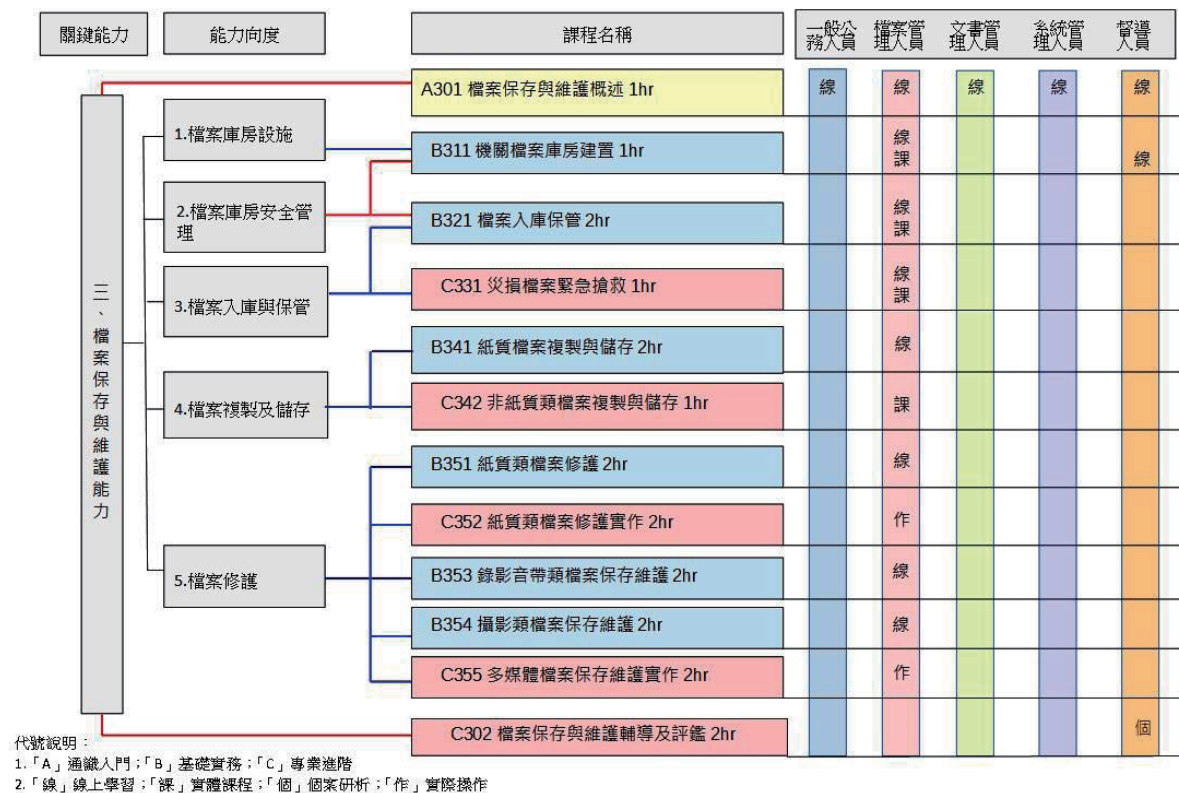 關鍵能力
能力向度
課程名稱
一般公
務人員
檔案管
理人員
文書管
理人員
系統管
理人員
督導
人員
三、檔案保存與維護能力
A301 檔案保存與維護概述 1hr
線
線
線
線
線
1.檔案庫房設施
B311 機關檔案庫房建置 1hr
線
課
線
2.檔案庫房安全管
理
B321 檔案入庫保管 2hr
線
課
3.檔案入庫與保管
C331 災損檔案緊急搶救 1hr
線
課
B341 紙質檔案複製與儲存 2hr
線
4.檔案複製及儲存
C342 非紙質類檔案複製與儲存 1hr
課
B351 紙質類檔案修護 2hr
線
C352 紙質類檔案修護實作 2hr
作
5.檔案修護
B353 錄影音帶類檔案保存維護 2hr
線
B354 攝影類檔案保存維護 2hr
線
C355 多媒體檔案保存維護實作 2hr
作
C302 檔案保存與維護輔導及評鑑 2hr
個
代號說明：
1.「A」通識入門；「B」基礎實務；「C」專業進階
2.「線」線上學習；「課」實體課程；「個」個案研析；「作」實際操作